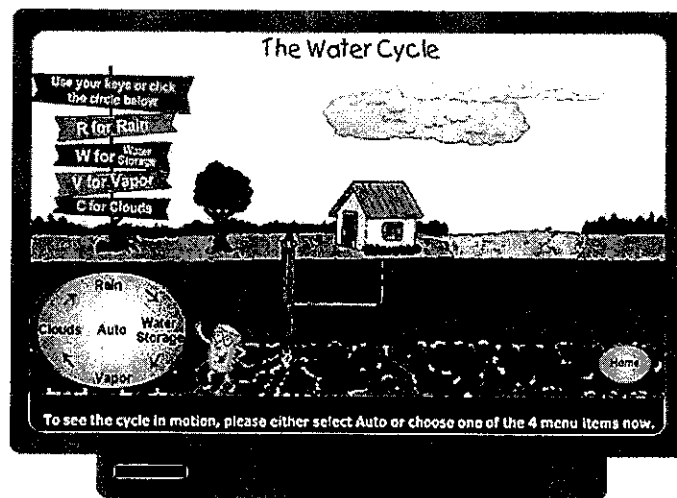 The Water Cycle
Use your keys or click
the circle below
R for Rain
W for Water Storage
V for Vapor
C for Clouds
Rain
Clouds
Auto
Water
Storage
Vapor
Home
To see the cycle in motion, please either select Auto or choose one of the 4 menu items now.